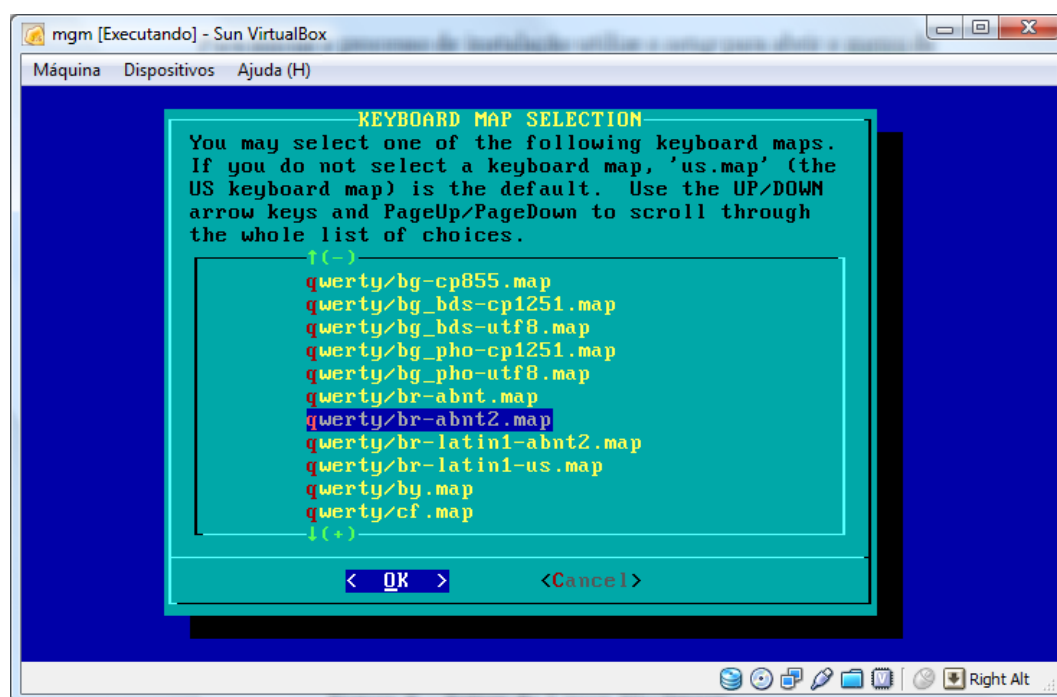 mgm [Executando] - Sun VirtualBox
Máquina Dispositivos Ajuda (H)
KEYBOARD MAP SELECTION
You may select one of the following keyboard maps.
If you do not select a keyboard map, 'us.map' (the
US keyboard map) is the default. Use the UP/DOWN
arrow keys and PageUp/PageDown to scroll through
the whole list of choices.
↑(-)
qwerty/bg-cp855.map
qwerty/bg_bds-cp1251.map
qwerty/bg_bds-utf8.map
qwerty/bg_pho-cp1251.map
qwerty/bg_pho-utf8.map
qwerty/br-abnt.map
qwerty/br-abnt2.map
qwerty/br-latin1-abnt2.map
qwerty/br-latin1-us.map
qwerty/by.map
qwerty/cf.map
↓(+)
< OK > <Cancel>
Right Alt